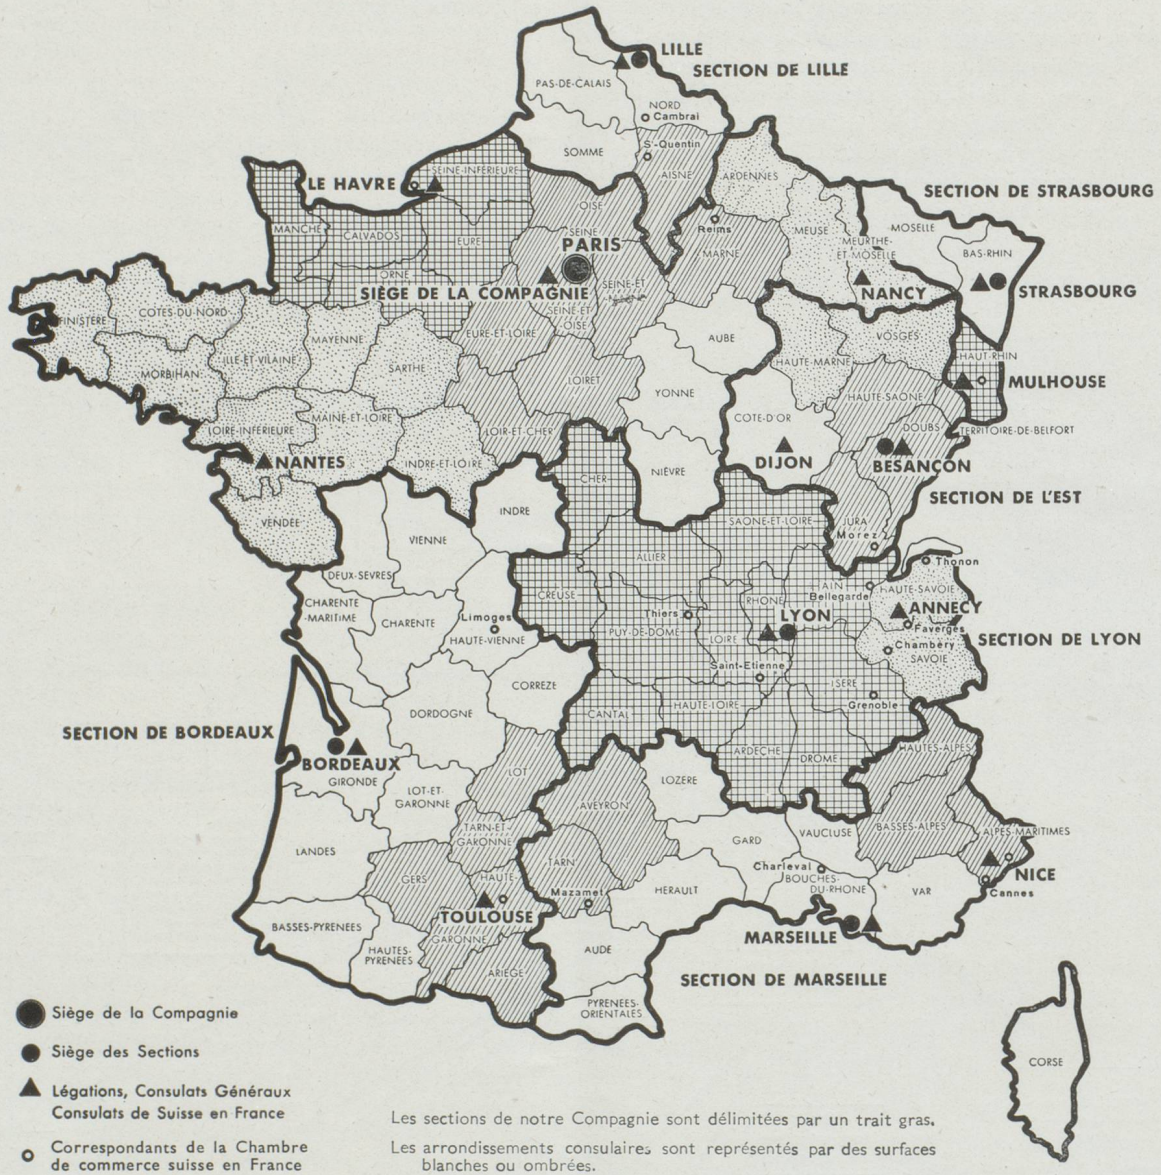 LILLE
SECTION DE LILLE
PAS-DE-CALAIS
NORD
Cambrai
SOMME
St-Quentin
AISNE
ARDENNES
SECTION DE STRASBOURG
LE HAVRE
SEINE-INFÉRIEURE
OISE
Reims
MOSELLE
MANCHE
CALVADOS
EURE
SEINE
PARIS
MARNE
MEUSE
MEURTHE-
ET-MOSELLE
BAS-RHIN
ORNE
SIÈGE DE LA COMPAGNIE
SEINE-ET
SEINE-ET
OISE
NANCY
STRASBOURG
FINISTÈRE
COTES-DU-NORD
MAYENNE
EURE-ET-LOIRE
AUBE
VOSGES
ILLE-ET-VILAINE
MORBIHAN
SARTHE
LOIRET
HAUTE-MARNE
HAUT-RHIN
MULHOUSE
YONNE
HAUTE-SAONE
LOIRE-INFÉRIEURE
MAINE-ET-LOIRE
LOIR-ET-CHER
COTE-D'OR
DOUBS
TERRITOIRE-DE-BELFORT
NANTES
INDRE-ET-LOIRE
NIÈVRE
DIJON
BESANÇON
CHER
SECTION DE L'EST
VENDÉE
INDRE
SAONE-ET-LOIRE
JURA
Morez
VIENNE
ALLIER
DEUX-SÈVRES
AIN
Bellegarde
Thonon
HAUTE-SAVOIE
CHARENTE
-MARITIME
CHARENTE
Limoges
HAUTE-VIENNE
CREUSE
Thiers
PUY-DE-DOME
LOIRE
RHONE
LYON
ANNECY
Faverges
SECTION DE LYON
Chambéry
SAVOIE
Saint-Etienne
CORREZE
ISÈRE
Grenoble
DORDOGNE
CANTAL
HAUTE-LOIRE
SECTION DE BORDEAUX
ARDECHE
DROME
HAUTES-ALPES
BORDEAUX
GIRONDE
LOT
LOT-ET-
GARONNE
AVEYRON
LOZERE
TARN-ET-
GARONNE
BASSES-ALPES
ALPES-MARITIMES
LANDES
GARD
VAUCLUSE
GERS
TARN
Charleval
BOUCHES-
DU-RHONE
NICE
Cannes
HAUTE-
Mazamet
HERAULT
VAR
TOULOUSE
BASSES-PYRENEES
GARONNE
MARSEILLE
HAUTES-
PYRENEES
AUDE
ARIÈGE
SECTION DE MARSEILLE
PYRENEES-
ORIENTALES
CORSE
Siège de la Compagnie
Siège des Sections
Légations, Consulats Généraux
Consulats de Suisse en France
Correspondants de la Chambre
de commerce suisse en France
Les sections de notre Compagnie sont délimitées par un trait gras.
Les arrondissements consulaires sont représentés par des surfaces
blanches ou ombrées.